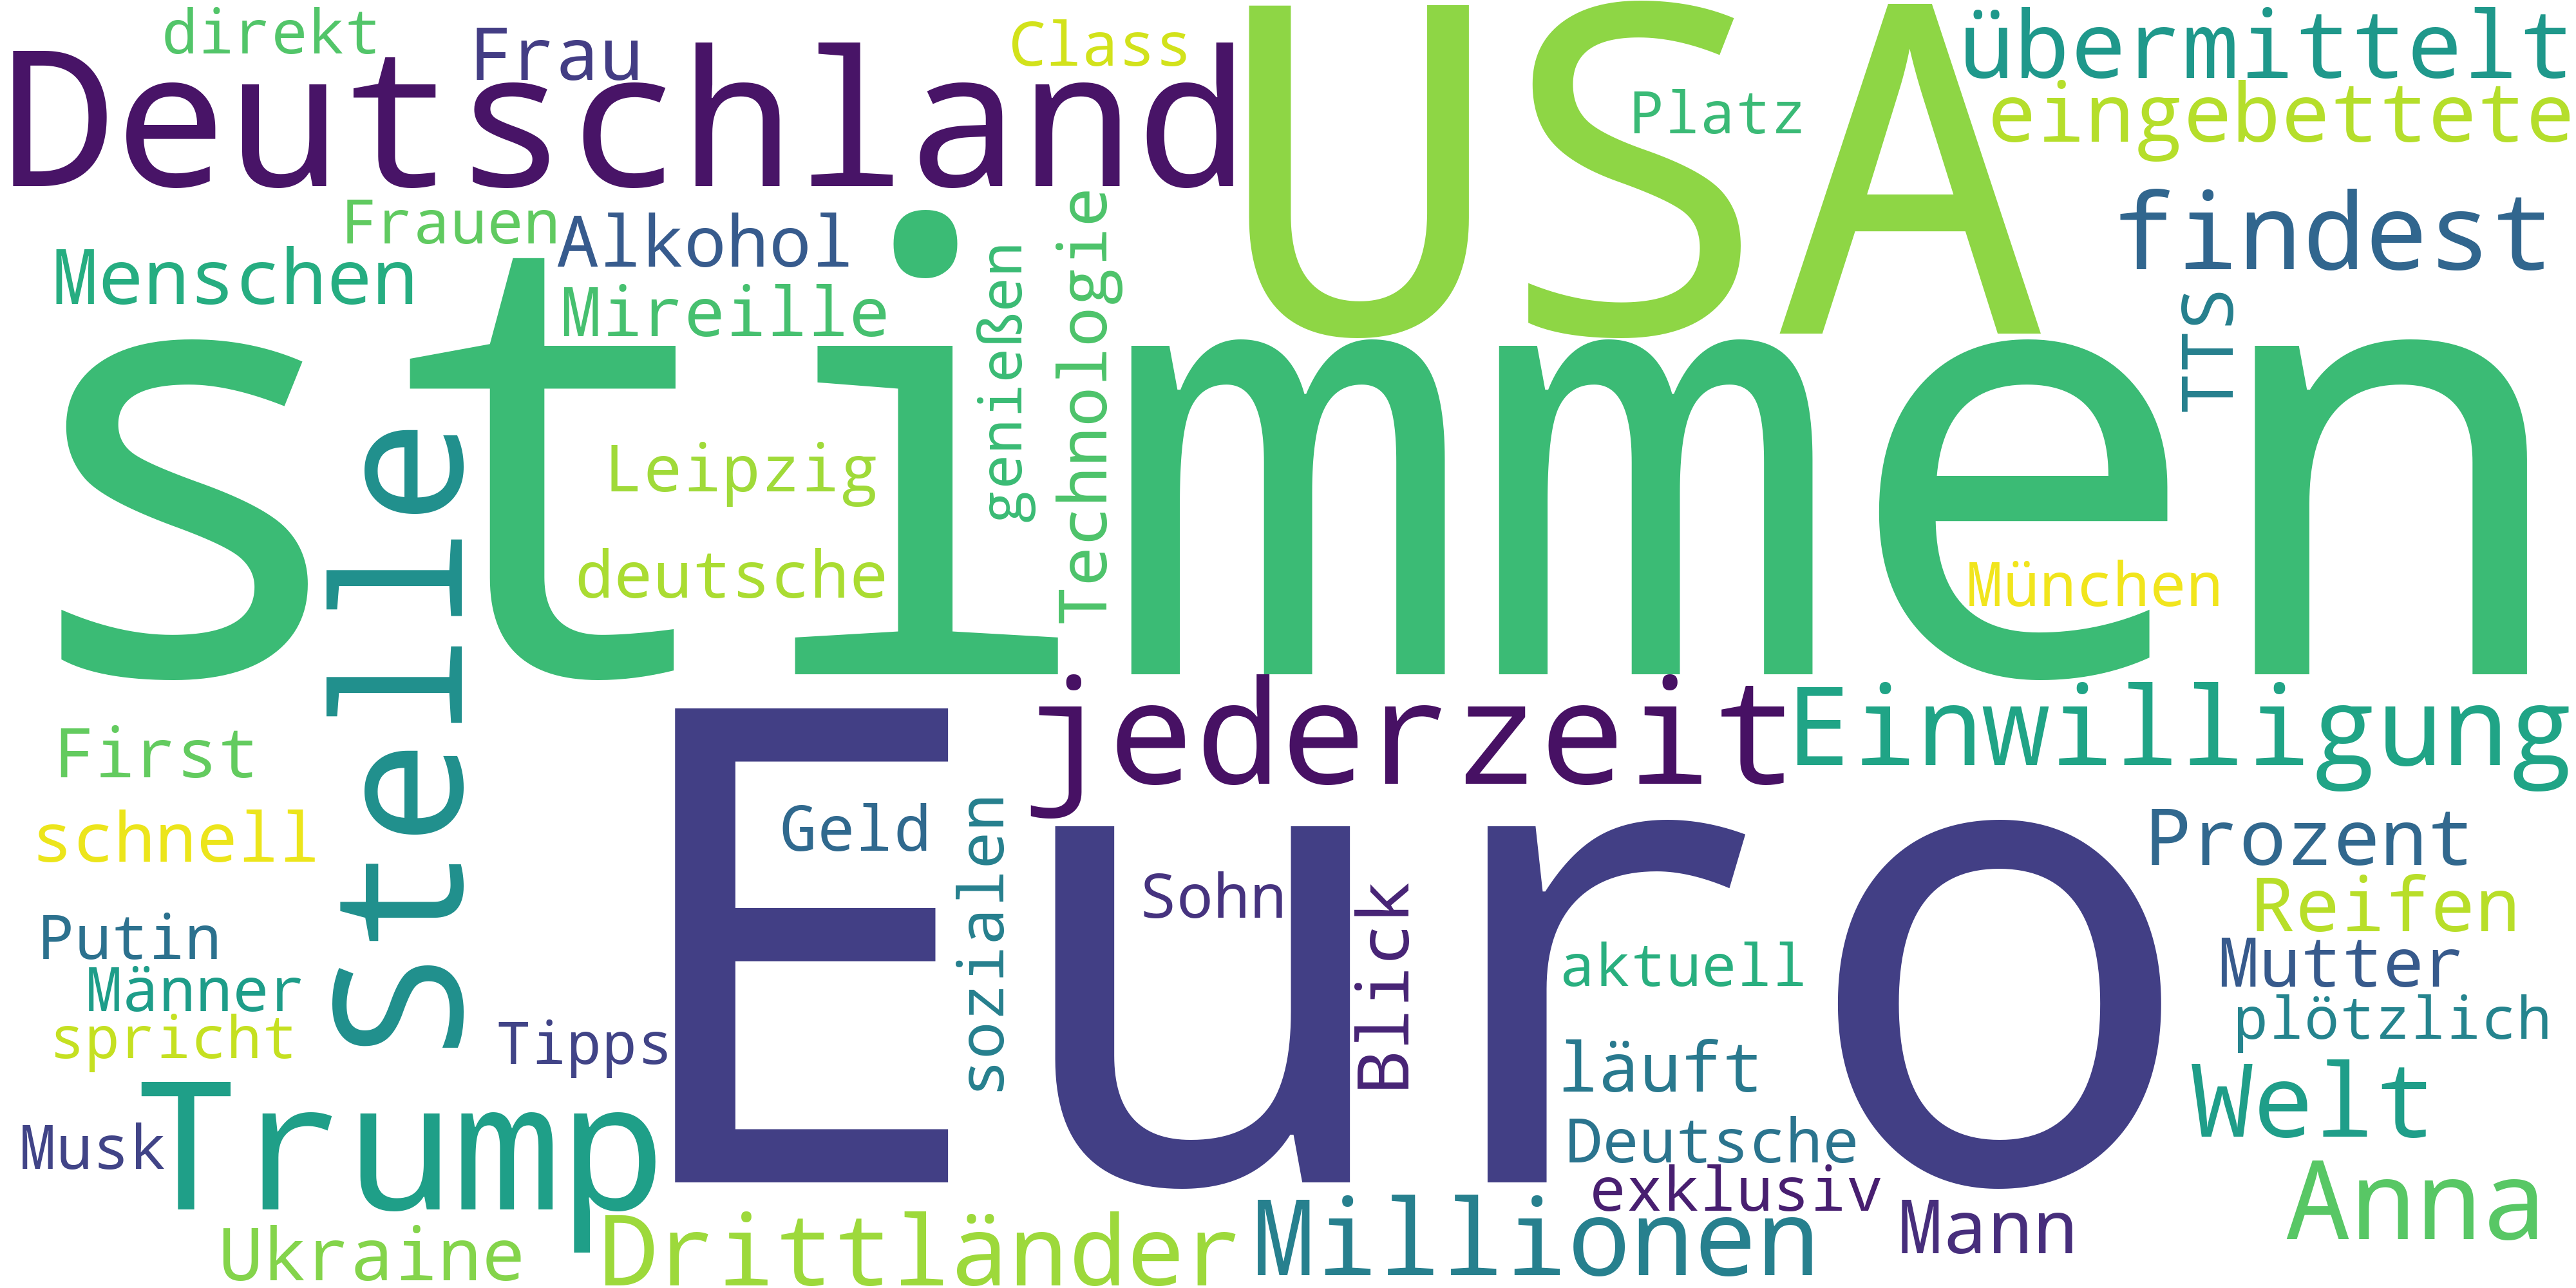 direkt
Frau
Class
USA
übermittelt
Deutschland
Platz
eingebettete
Frauen
Alkohol
findest
Menschen
Mireille
genießen
Technologie
TTS
stimmen
Leipzig
deutsche
München
Stelle
jederzeit
Einwilligung
First
Euro
schnell
Geld
sozialen
Prozent
Sohn
Blick
Reifen
Putin
aktuell
Mutter
Männer
plötzlich
spricht
Tipps
läuft
Welt
Trump
Musk
Deutsche
exklusiv
Anna
Ukraine
Drittländer
Millionen
Mann